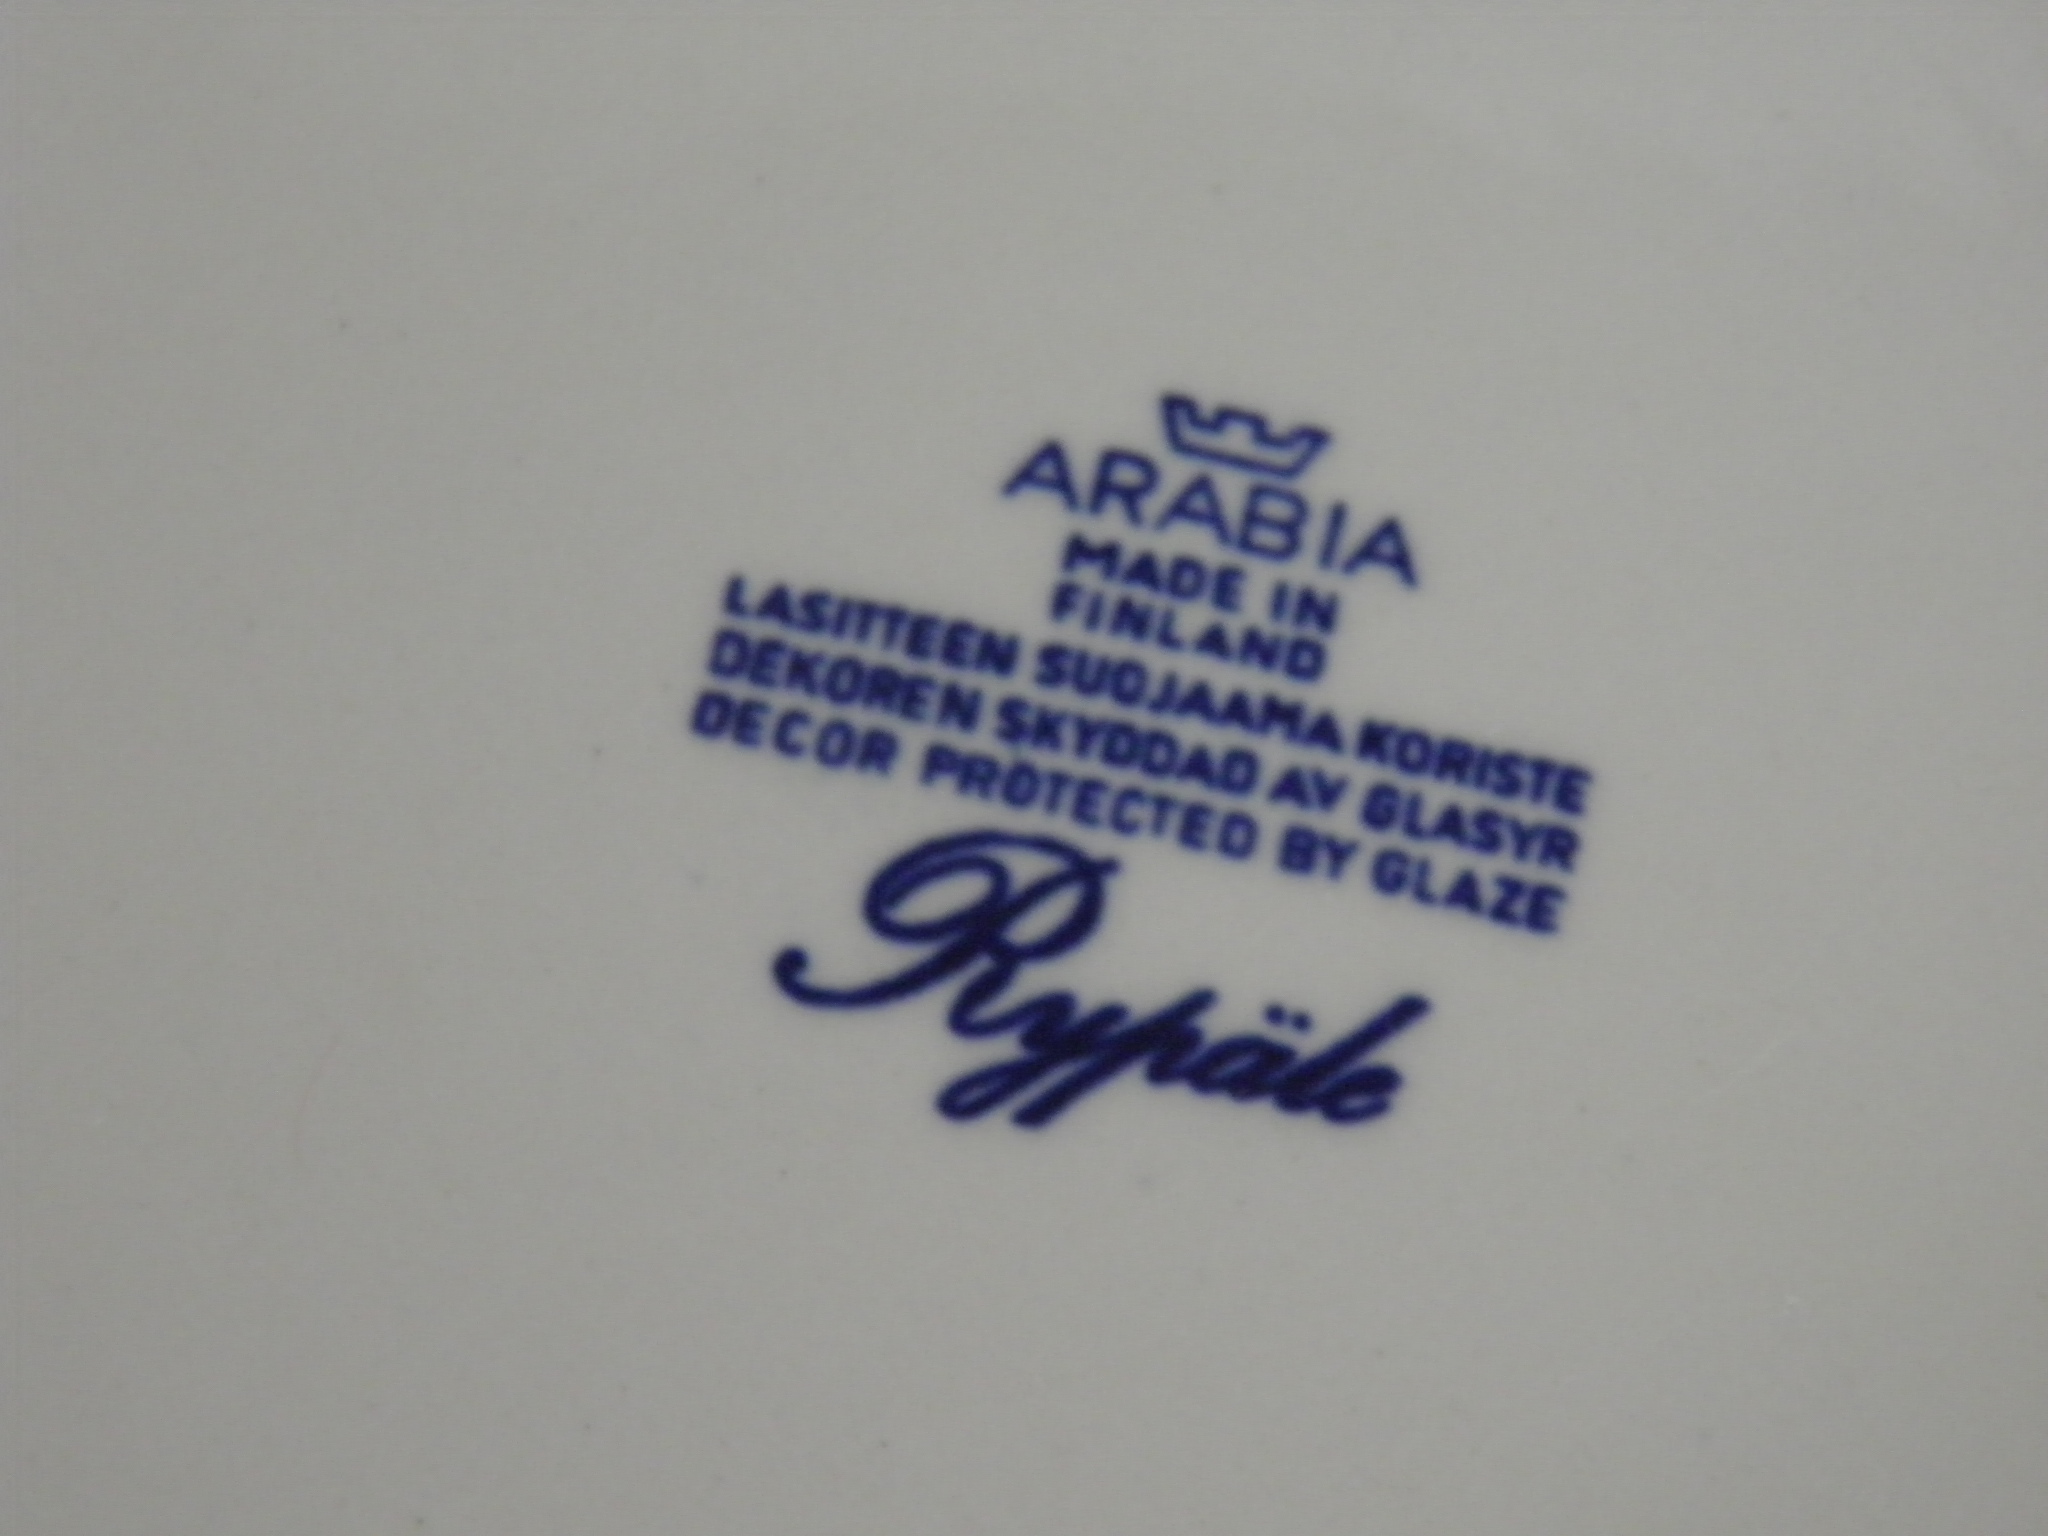 ARABIA
MADE IN
FINLAND
LASITTEEN SUOJAAMA KORISTE
DEKOREN SKYDDAD AV GLASYR
DECOR PROTECTED BY GLAZE
Rypäle